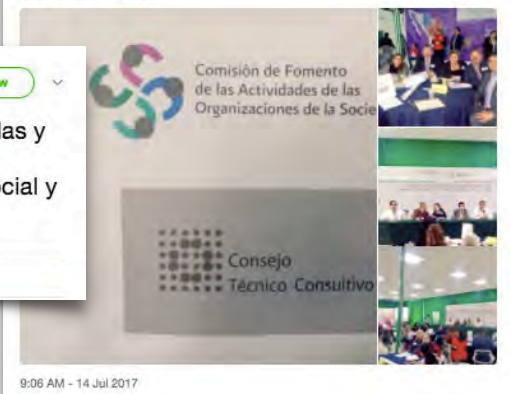 w
las y
cial y
Comisión de Fomento
de las Actividades de las
Organizaciones de la Socie
Consejo
Técnico Consultivo
9:06 AM - 14 Jul 2017